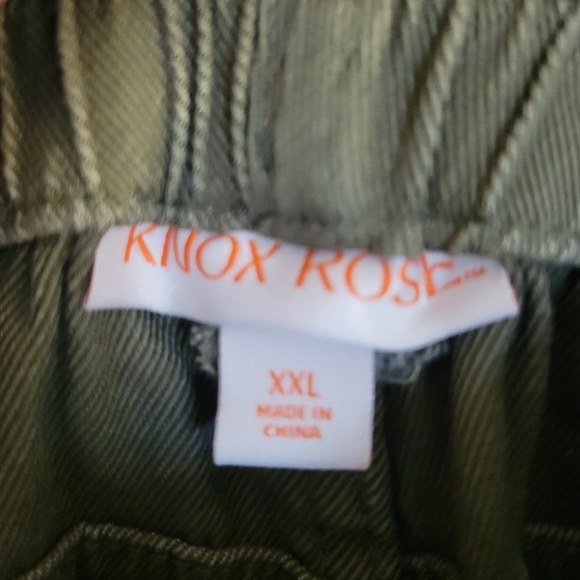 KNOX ROSE
XXL
MADE IN
CHINA